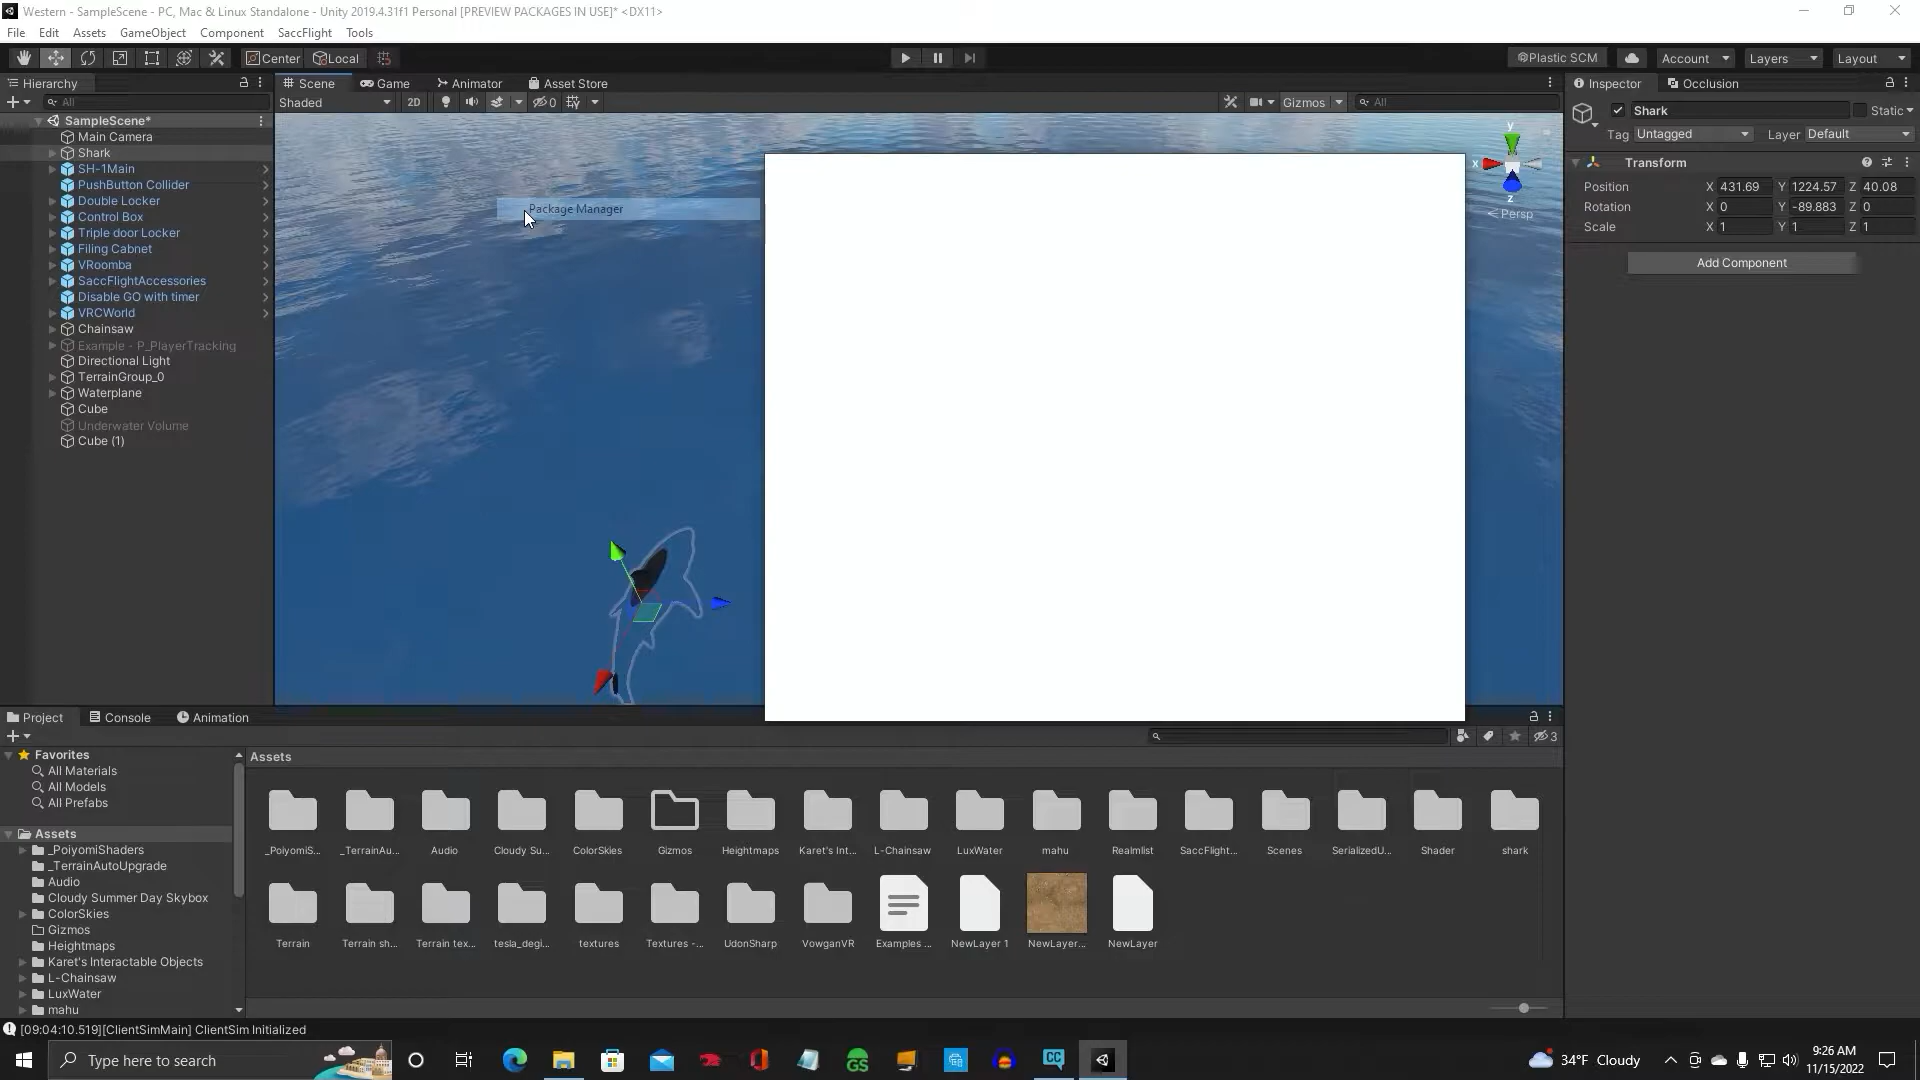 Western - SampleScene - PC, Mac & Linux Standalone - Unity 2019.4.31f1 Personal [PREVIEW PACKAGES IN USE]* <DX11>
File Edit Assets GameObject Component SaccFlight Tools
Center Local Plastic SCM Account Layers Layout
Hierarchy
All
SampleScene*
Main Camera
Shark
SH-1Main
PushButton Collider
Double Locker
Control Box
Triple door Locker
Filing Cabnet
VRoomba
SaccFlightAccessories
Disable GO with timer
VRCWorld
Chainsaw
Example - P_PlayerTracking
Directional Light
TerrainGroup_0
Waterplane
Cube
Underwater Volume
Cube (1)
Scene Game Animator Asset Store
Shaded 2D 0 Gizmos All
Package Manager
y
x
z
< Persp
Inspector Occlusion
Shark Static
Tag Untagged Layer Default
Transform
Position X 431.69 Y 1224.57 Z 40.08
Rotation X 0 Y -89.883 Z 0
Scale X 1 Y 1 Z 1
Add Component
Project Console Animation
3
Favorites
All Materials
All Models
All Prefabs
Assets
_PoiyomiShaders
_TerrainAutoUpgrade
Audio
Cloudy Summer Day Skybox
ColorSkies
Gizmos
Heightmaps
Karet's Interactable Objects
L-Chainsaw
LuxWater
mahu
Assets
_PoiyomiS... _TerrainAu... Audio Cloudy Su... ColorSkies Gizmos Heightmaps Karet's Int... L-Chainsaw LuxWater mahu Realmlist SaccFlight... Scenes SerializedU... Shader shark
Terrain Terrain sh... Terrain tex... tesla_degi... textures Textures -... UdonSharp VowganVR Examples ... NewLayer 1 NewLayer... NewLayer
[09:04:10.519][ClientSimMain] ClientSim Initialized
Type here to search
GS
CC
34°F Cloudy
9:26 AM
11/15/2022